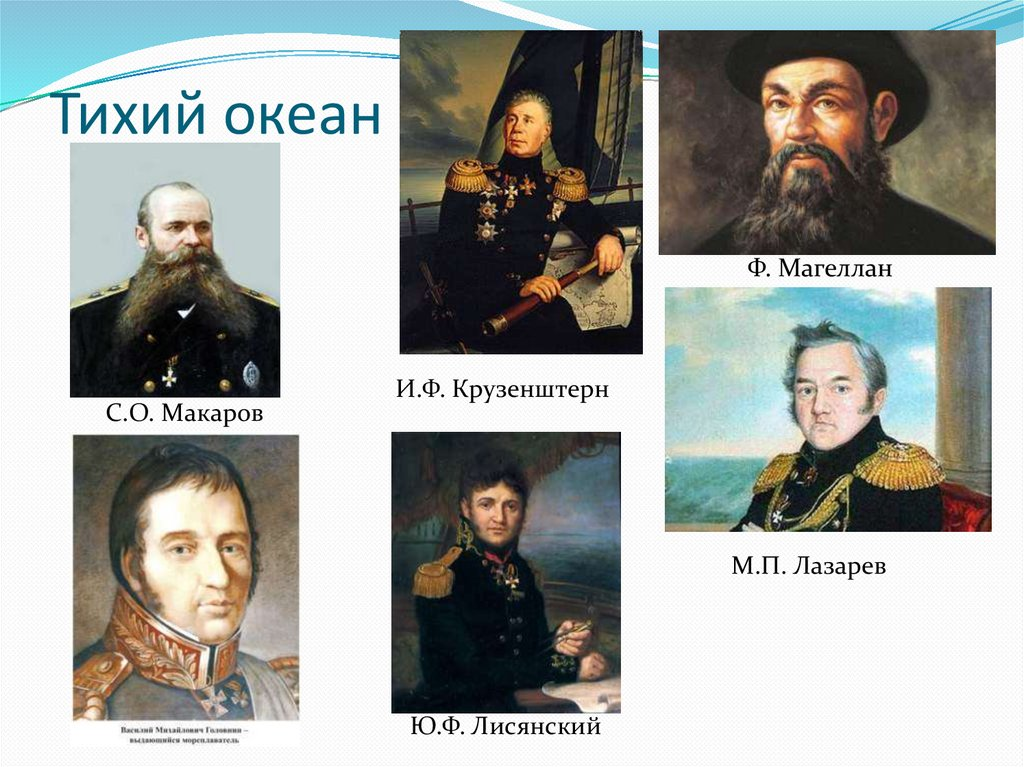 Тихий океан
Ф. Магеллан
И.Ф. Крузенштерн
С.О. Макаров
М.П. Лазарев
Ю.Ф. Лисянский
Василий Михайлович Головнин –
выдающийся мореплаватель